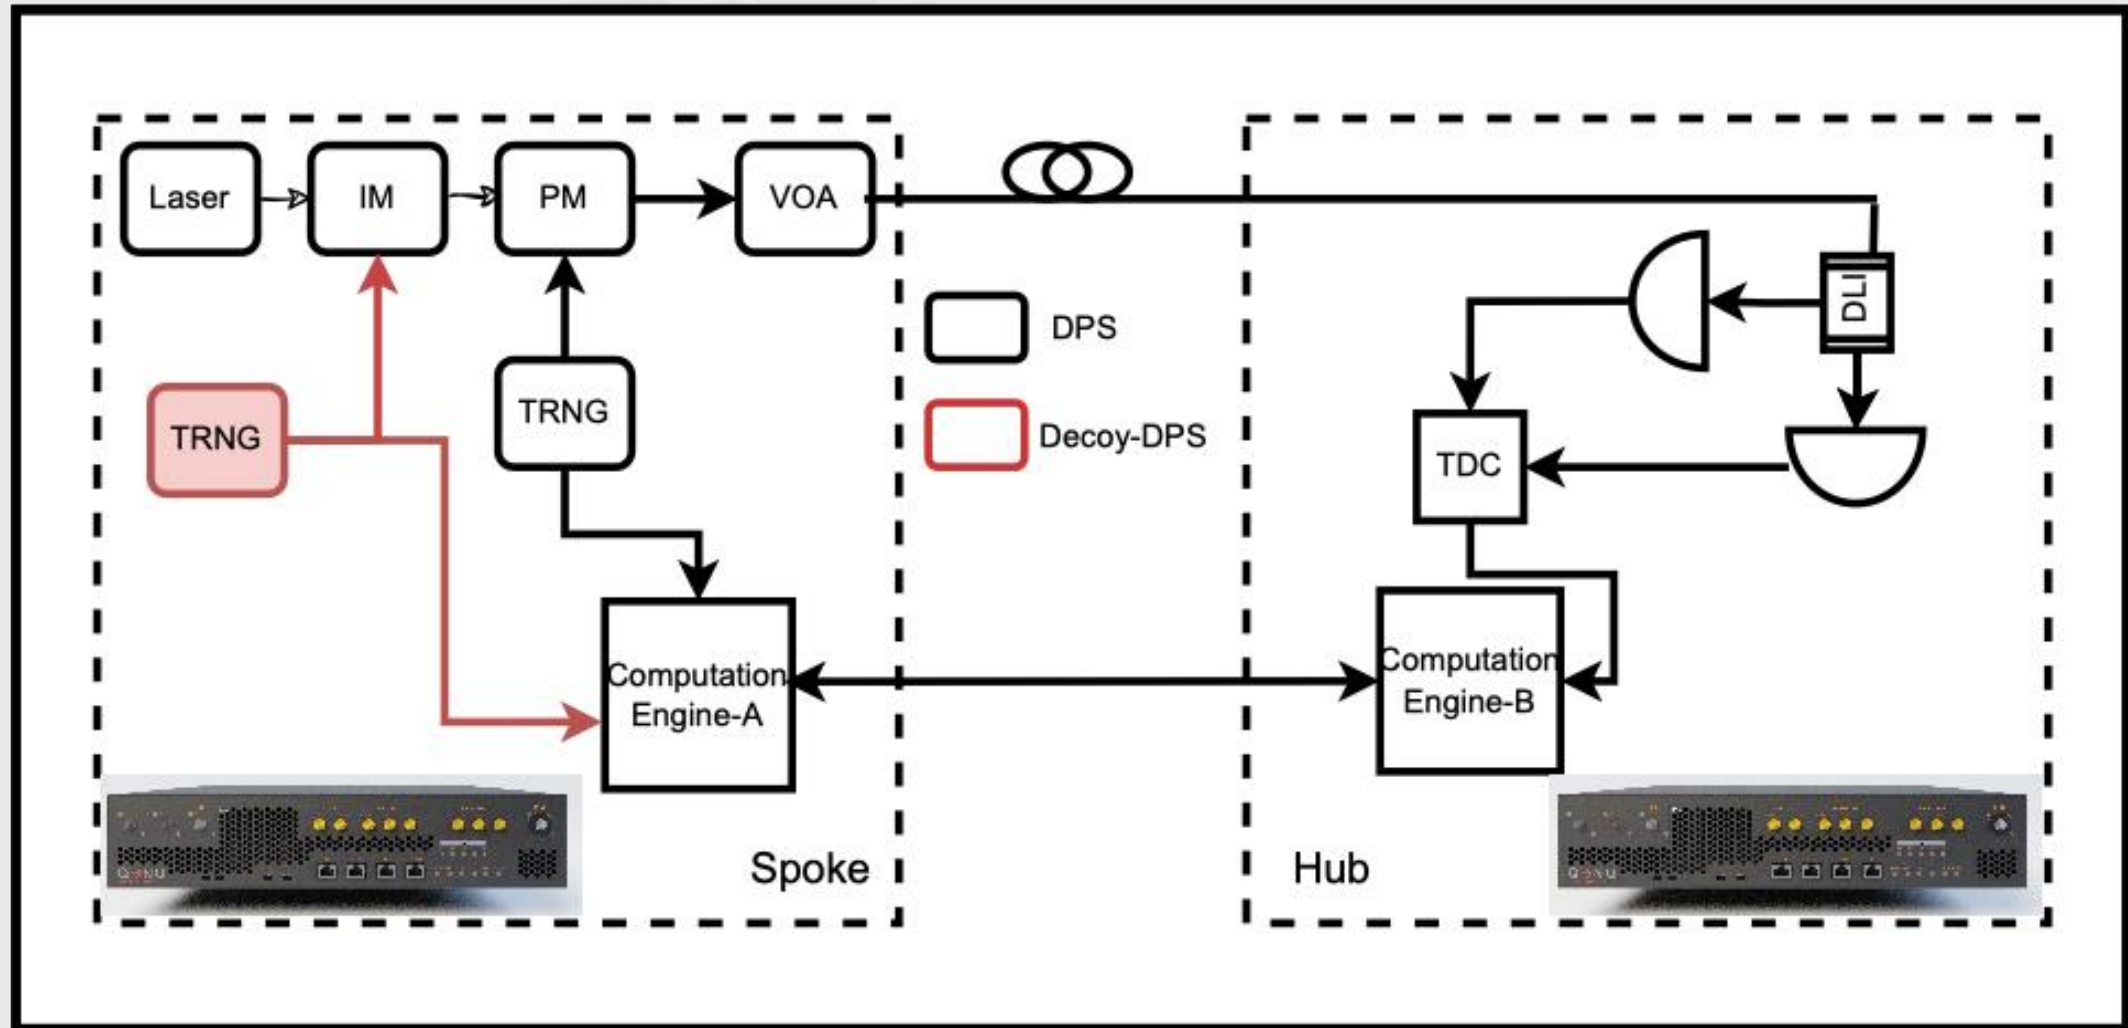 Laser
IM
PM
VOA
DLI
DPS
TRNG
TRNG
Decoy-DPS
TDC
Computation
Engine-A
Computation
Engine-B
Spoke
Hub